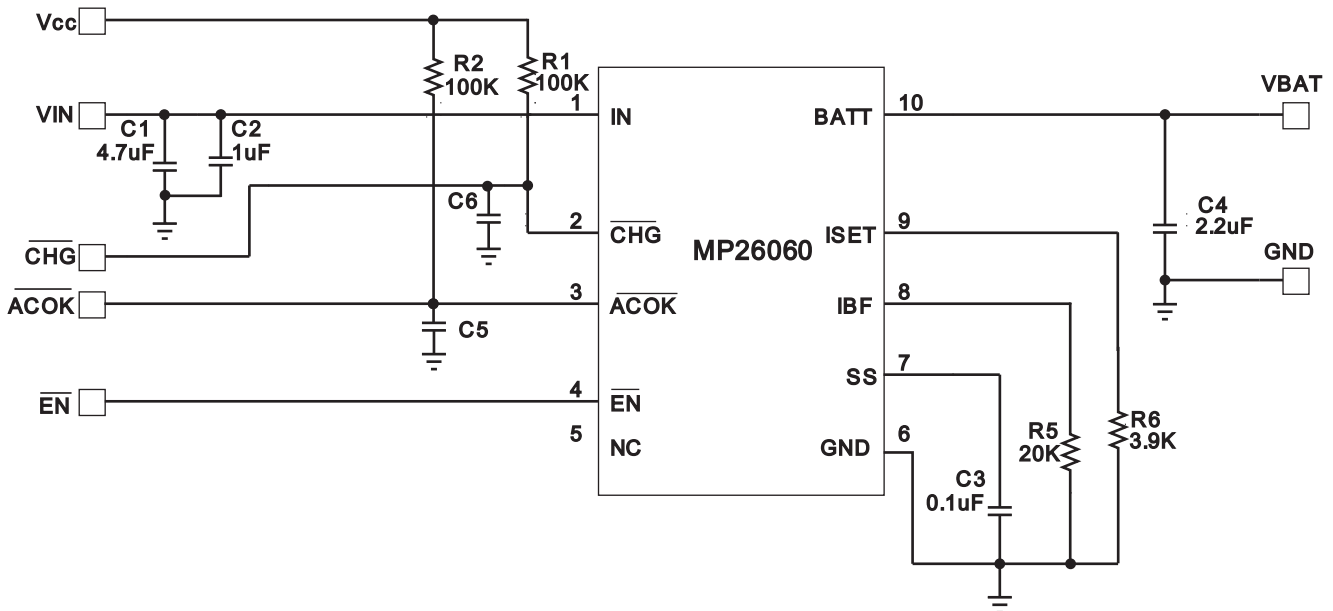 Vcc
R2
100K
R1
100K
VIN
C1
4.7uF
C2
1uF
1
IN
BATT
10
VBAT
C6
2
CHG
CHG
ISET
9
C4
2.2uF
GND
MP26060
ACOK
3
ACOK
IBF
8
C5
SS
7
EN
4
EN
5
NC
GND
6
R5
20K
R6
3.9K
C3
0.1uF